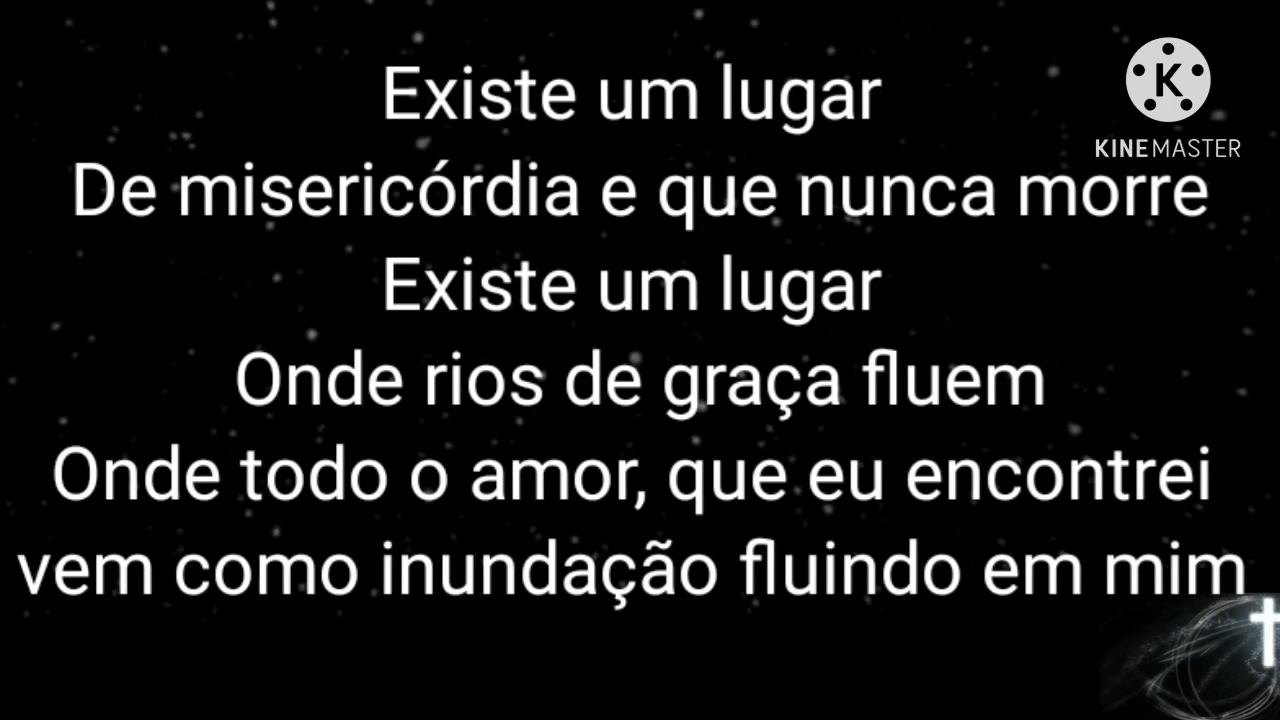 Existe um lugar
De misericórdia e que nunca morre
Existe um lugar
Onde rios de graça fluem
Onde todo o amor, que eu encontrei
vem como inundação fluindo em mim
K
KINEMASTER